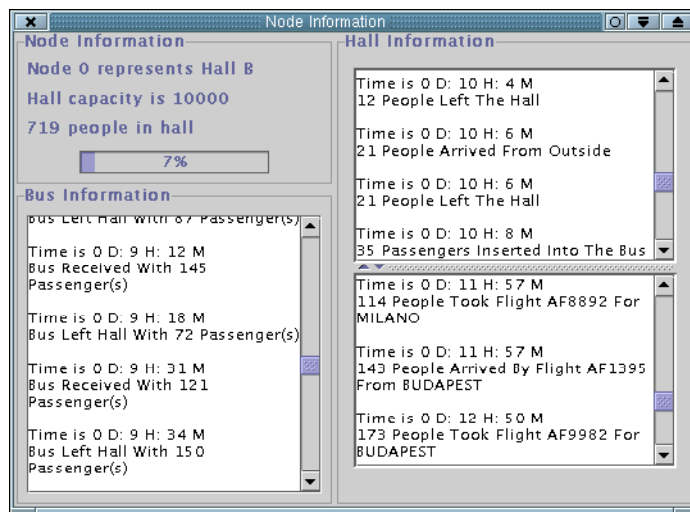 Node Information
Node Information
Node 0 represents Hall B
Hall capacity is 10000
719 people in hall
7%
Bus Information
Bus Left Hall With 87 Passenger(s)
Time is 0 D: 9 H: 12 M
Bus Received With 145
Passenger(s)
Time is 0 D: 9 H: 18 M
Bus Left Hall With 72 Passenger(s)
Time is 0 D: 9 H: 31 M
Bus Received With 121
Passenger(s)
Time is 0 D: 9 H: 34 M
Bus Left Hall With 150
Passenger(s)
Hall Information
Time is 0 D: 10 H: 4 M
12 People Left The Hall
Time is 0 D: 10 H: 6 M
21 People Arrived From Outside
Time is 0 D: 10 H: 6 M
21 People Left The Hall
Time is 0 D: 10 H: 8 M
35 Passengers Inserted Into The Bus
Time is 0 D: 11 H: 57 M
114 People Took Flight AF8892 For
MILANO
Time is 0 D: 11 H: 57 M
143 People Arrived By Flight AF1395
From BUDAPEST
Time is 0 D: 12 H: 50 M
173 People Took Flight AF9982 For
BUDAPEST